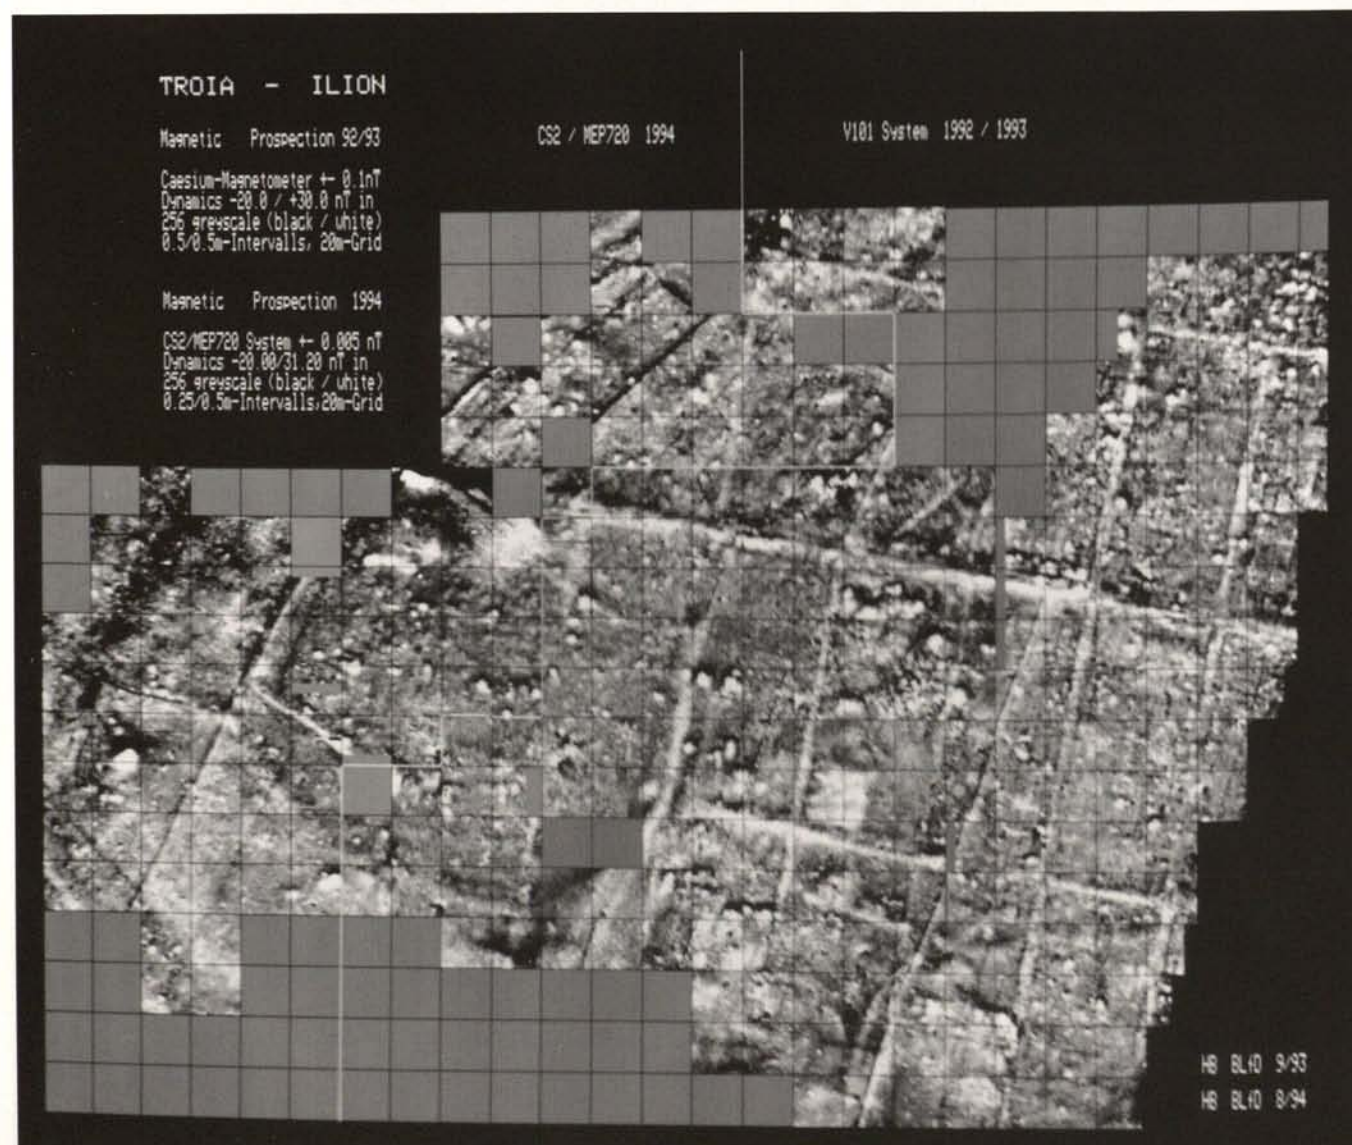 TROIA - ILION
Magnetic Prospection 92/93
Caesium-Magnetometer +- 0.1nT
Dynamics -20.0 / +30.0 nT in
256 greyscale (black / white)
0.5/0.5m-Intervalls, 20m-Grid
Magnetic Prospection 1994
CS2/MEP720 System +- 0.005 nT
Dynamics -20.00/31.20 nT in
256 greyscale (black / white)
0.25/0.5m-Intervalls,20m-Grid
CS2 / MEP720 1994
V101 System 1992 / 1993
HB BLfD 9/93
HB BLfD 8/94